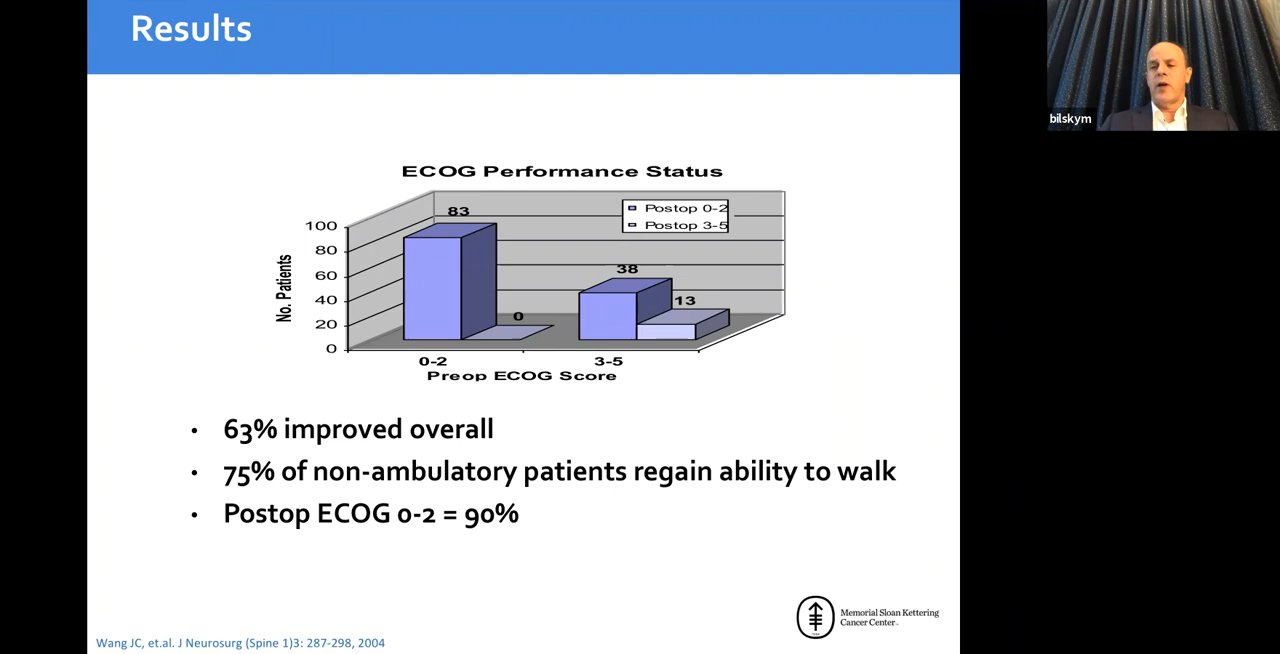 Results
bilskym
ECOG Performance Status
83
Postop 0-2
Postop 3-5
100
80
60
40
20
0
No. Patients
38
13
0
0-2
3-5
Preop ECOG Score
• 63% improved overall
• 75% of non-ambulatory patients regain ability to walk
• Postop ECOG 0-2 = 90%
Memorial Sloan Kettering
Cancer Center
Wang JC, et.al. J Neurosurg (Spine 1)3: 287-298, 2004